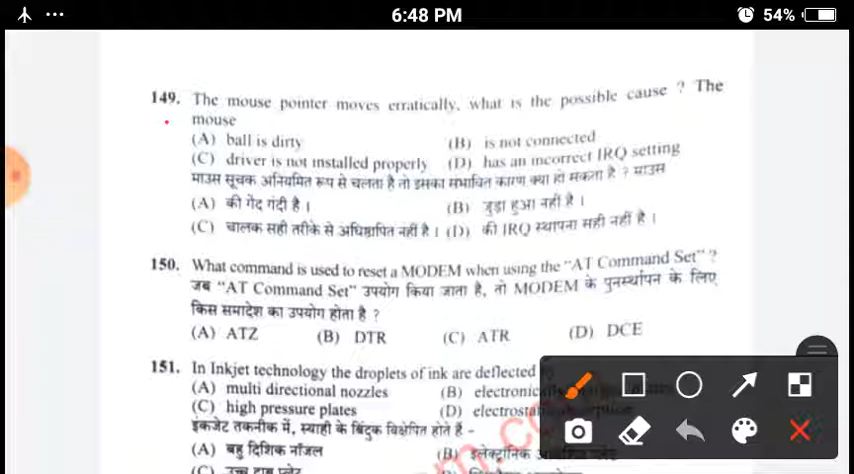 6:48 PM
54%
149. The mouse pointer moves erratically, what is the possible cause ? The
mouse
(A) ball is dirty (B) is not connected
(C) driver is not installed properly (D) has an incorrect IRQ setting
माउस सूचक अनियमित रूप से चलता है तो इसका संभावित कारण क्या हो सकता है ? माउस
(A) की गेंद गंदी है । (B) जुड़ा हुआ नहीं है ।
(C) चालक सही तरीके से अधिष्ठापित नहीं है । (D) की IRQ स्थापना सही नहीं है ।
150. What command is used to reset a MODEM when using the “AT Command Set” ?
जब “AT Command Set” उपयोग किया जाता है, तो MODEM के पुनर्स्थापन के लिए
किस समादेश का उपयोग होता है ?
(A) ATZ (B) DTR (C) ATR (D) DCE
151. In Inkjet technology the droplets of ink are deflected
(A) multi directional nozzles (B)
(C) high pressure plates (D)
इंकजेट तकनीक में, स्याही के बिंदुक विक्षेपित होते हैं -
(A) बहु दिशिक नॉजल (B) इलेक्ट्रॉनिक
(C)